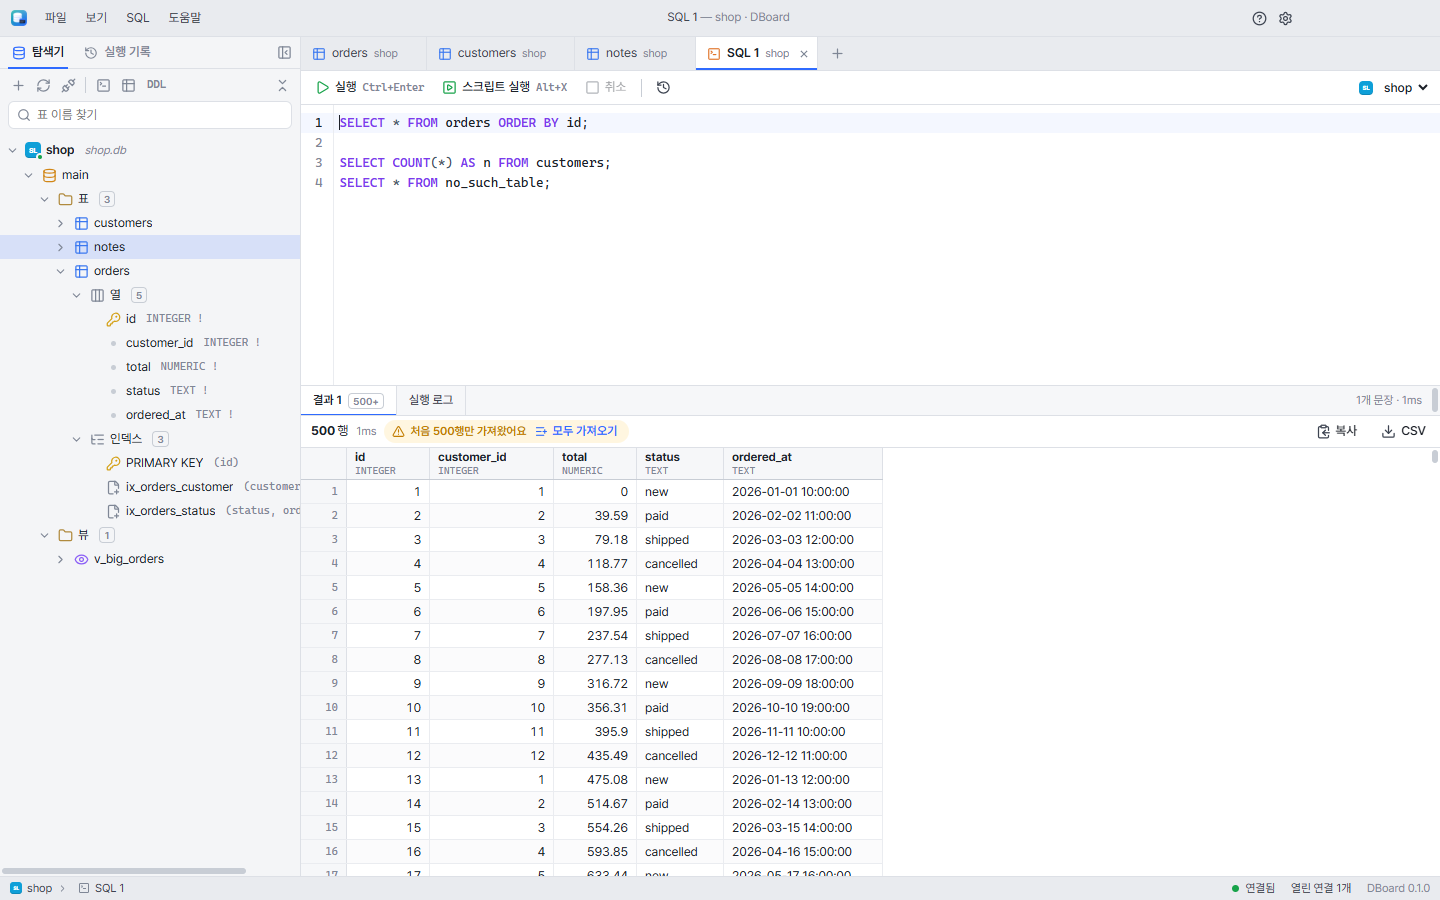 파일 보기 SQL 도움말 SQL 1 — shop · DBoard
탐색기 실행 기록
DDL
표 이름 찾기
SL shop shop.db
main
표 3
customers
notes
orders
열 5
id INTEGER !
customer_id INTEGER !
total NUMERIC !
status TEXT !
ordered_at TEXT !
인덱스 3
PRIMARY KEY (id)
ix_orders_customer (customer
ix_orders_status (status, ord
뷰 1
v_big_orders
orders shop customers shop notes shop SQL 1 shop
실행 Ctrl+Enter 스크립트 실행 Alt+X 취소 SL shop
1 SELECT * FROM orders ORDER BY id;
2
3 SELECT COUNT(*) AS n FROM customers;
4 SELECT * FROM no_such_table;
결과 1 500+ 실행 로그 1개 문장 · 1ms
500 행 1ms 처음 500행만 가져왔어요 모두 가져오기 복사 CSV
id customer_id total status ordered_at
INTEGER INTEGER NUMERIC TEXT TEXT
1 1 1 0 new 2026-01-01 10:00:00
2 2 2 39.59 paid 2026-02-02 11:00:00
3 3 3 79.18 shipped 2026-03-03 12:00:00
4 4 4 118.77 cancelled 2026-04-04 13:00:00
5 5 5 158.36 new 2026-05-05 14:00:00
6 6 6 197.95 paid 2026-06-06 15:00:00
7 7 7 237.54 shipped 2026-07-07 16:00:00
8 8 8 277.13 cancelled 2026-08-08 17:00:00
9 9 9 316.72 new 2026-09-09 18:00:00
10 10 10 356.31 paid 2026-10-10 19:00:00
11 11 11 395.9 shipped 2026-11-11 10:00:00
12 12 12 435.49 cancelled 2026-12-12 11:00:00
13 13 1 475.08 new 2026-01-13 12:00:00
14 14 2 514.67 paid 2026-02-14 13:00:00
15 15 3 554.26 shipped 2026-03-15 14:00:00
16 16 4 593.85 cancelled 2026-04-16 15:00:00
17 17 5 633.44 new 2026-05-17 16:00:00
SL shop SQL 1 연결됨 열린 연결 1개 DBoard 0.1.0